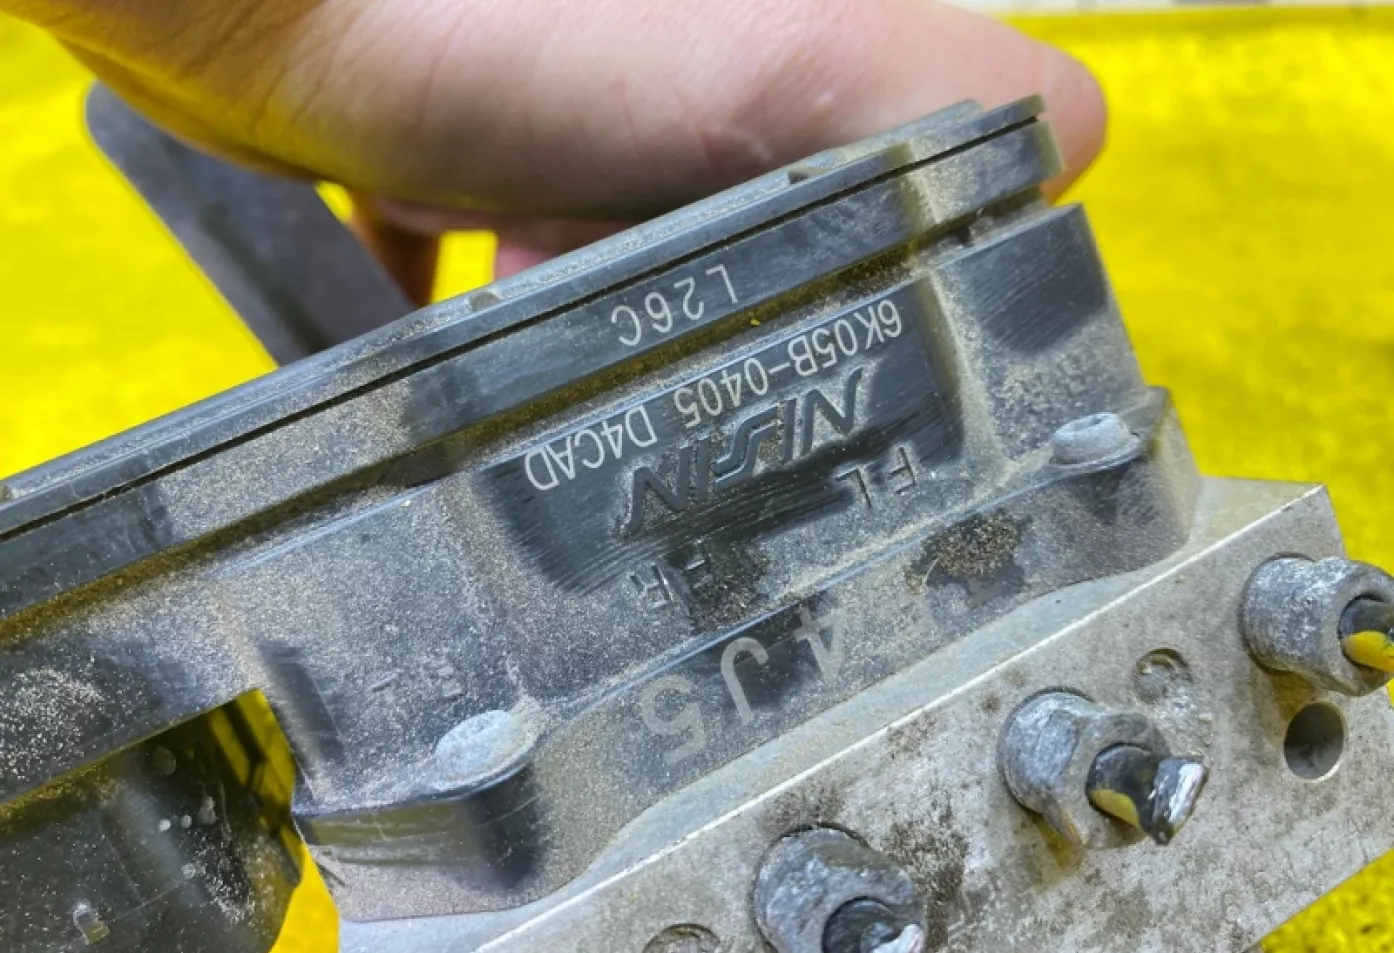 4J5
FL FR
NISSIN
6K05B-0405 D4CAD
L26C